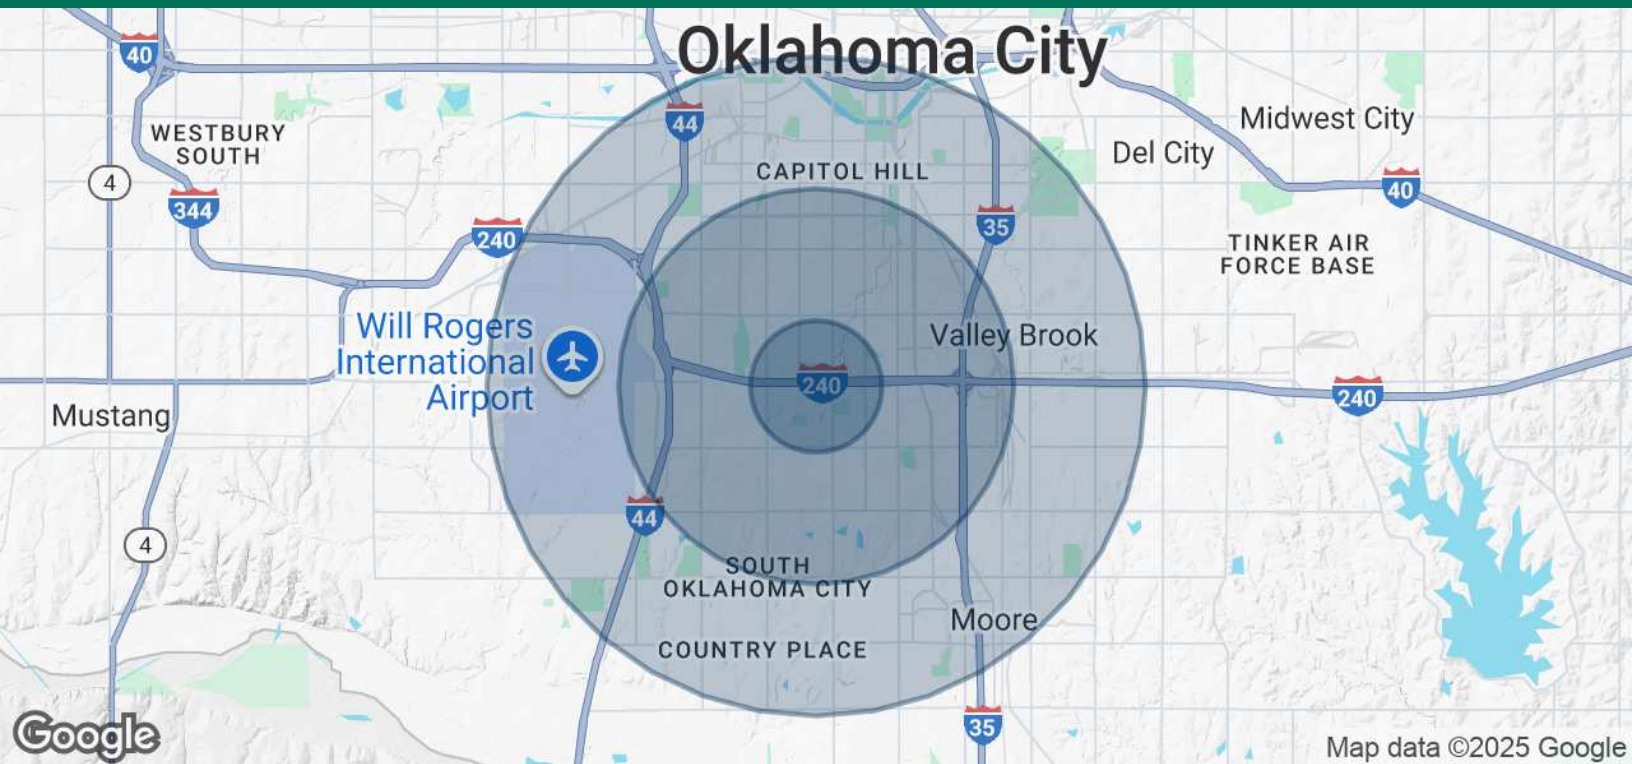 Oklahoma City
40
44
WESTBURY
SOUTH
Midwest City
Del City
CAPITOL HILL
4
40
344
35
240
TINKER AIR
FORCE BASE
Will Rogers
International
Airport
Valley Brook
240
240
Mustang
44
4
SOUTH
OKLAHOMA CITY
Moore
COUNTRY PLACE
35
Google
Map data ©2025 Google